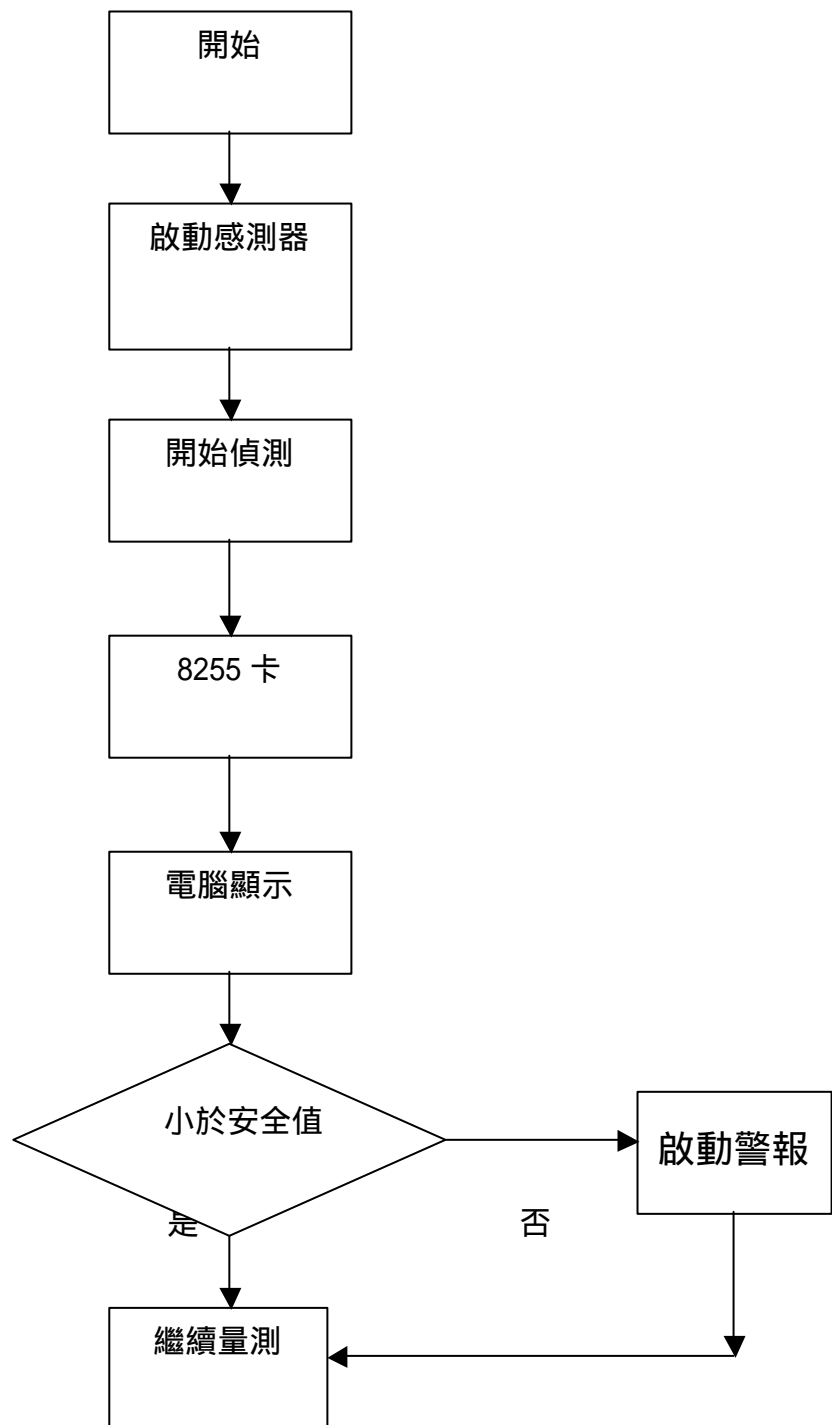 開始
啟動感測器
開始偵測
8255 卡
電腦顯示
小於安全值
啟動警報
是
否
繼續量測